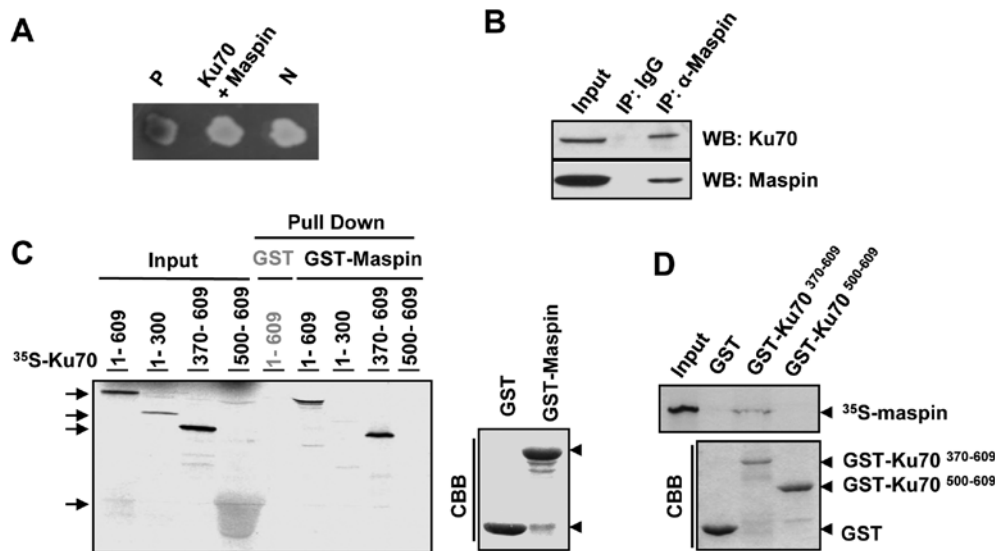 A
P
Ku70
+ Maspin
N
B
Input
IP: IgG
IP: α-Maspin
WB: Ku70
WB: Maspin
C
Pull Down
Input
GST
GST-Maspin
³⁵S-Ku70
1- 609
1- 300
370- 609
500- 609
1- 609
1- 609
1- 300
370- 609
500- 609
GST
GST-Maspin
CBB
D
Input
GST
GST-Ku70 ³⁷⁰⁻⁶⁰⁹
GST-Ku70 ⁵⁰⁰⁻⁶⁰⁹
³⁵S-maspin
CBB
GST-Ku70 ³⁷⁰⁻⁶⁰⁹
GST-Ku70 ⁵⁰⁰⁻⁶⁰⁹
GST